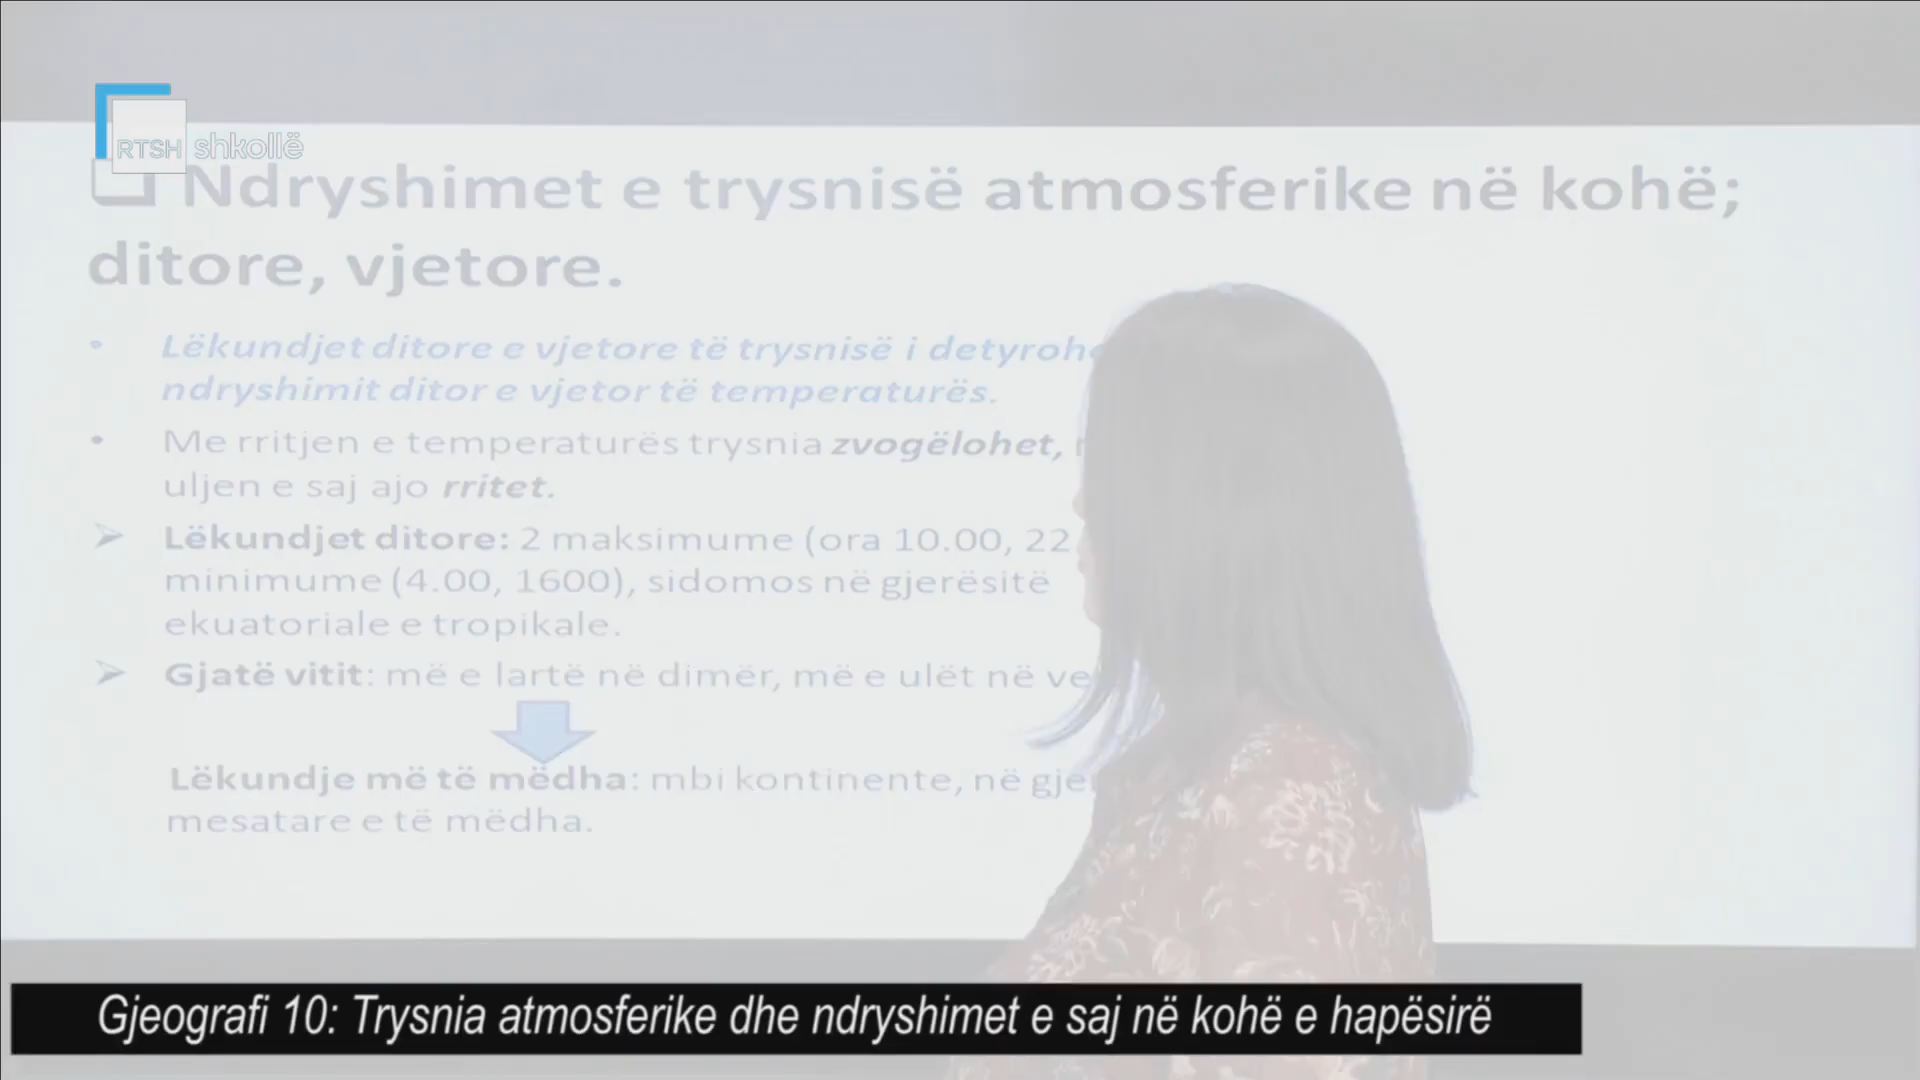 RTSH shkollë
Ndryshimet e trysnisë atmosferike në kohë;
ditore, vjetore.
• Lëkundjet ditore e vjetore të trysnisë i
ndryshimit ditor e vjetor të temperaturës.
• Me rritjen e temperaturës trysnia zvogëlohet,
uljen e saj ajo rritet.
➢ Lëkundjet ditore: 2 maksimume (ora 10.00, 22
minimume (4.00, 1600), sidomos në gjerësitë
ekuatoriale e tropikale.
➢ Gjatë vitit: më e lartë në dimër, më e ulët në
Lëkundje më të mëdha: mbi kontinente, në
mesatare e të mëdha.
Gjeografi 10: Trysnia atmosferike dhe ndryshimet e saj në kohë e hapësirë